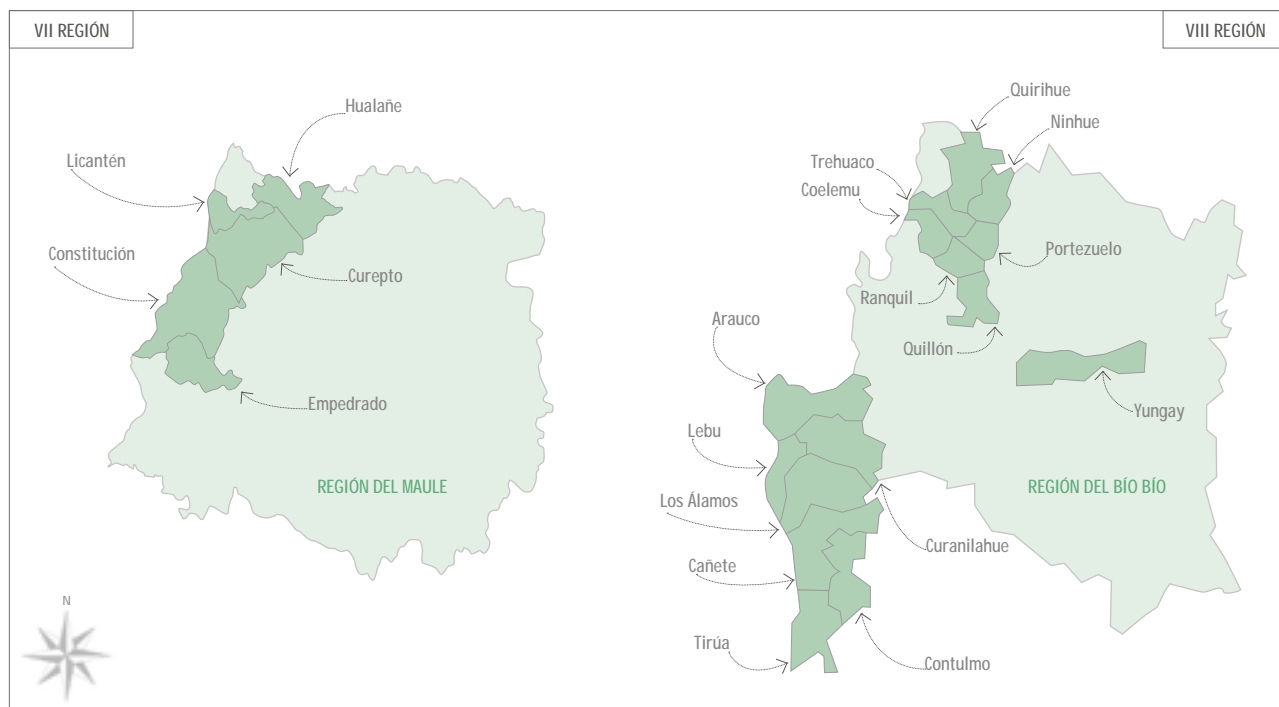 VII REGIÓN
VIII REGIÓN
Hualañe
Licantén
Constitución
Curepto
Empedrado
REGIÓN DEL MAULE
N
Quirihue
Ninhue
Trehuaco
Coelemu
Portezuelo
Ranquil
Quillón
Arauco
Yungay
Lebu
REGIÓN DEL BÍO BÍO
Los Álamos
Curanilahue
Cañete
Tirúa
Contulmo